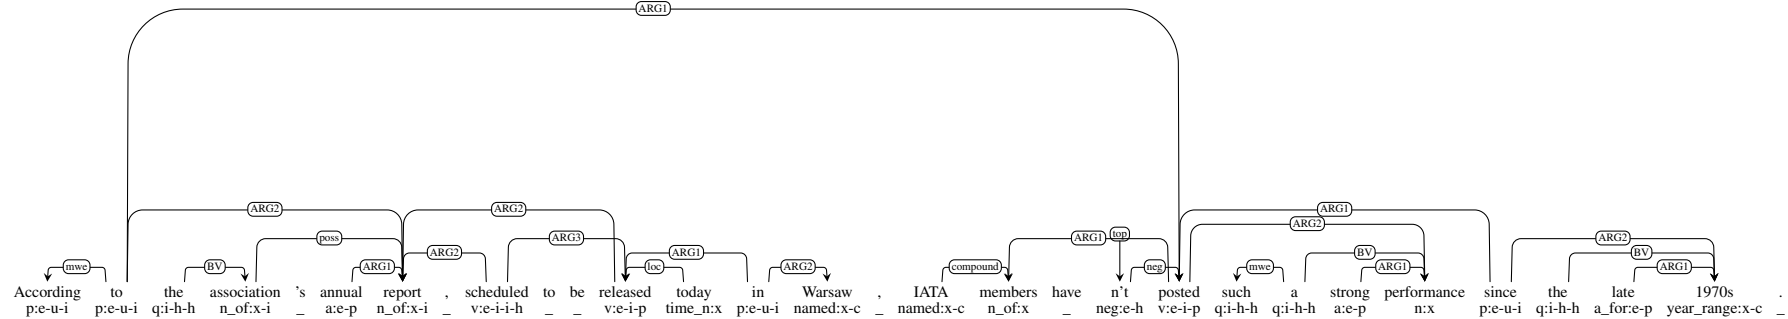 ARG1
ARG2 ARG2 ARG1
ARG2
poss ARG3 ARG1 top ARG2
ARG2 ARG1 BV BV
mwe BV ARG1 loc ARG2 compound neg mwe ARG1 ARG1
According to the association 's annual report , scheduled to be released today in Warsaw , IATA members have n't posted such a strong performance since the late 1970s .
p:e-u-i p:e-u-i q:i-h-h n_of:x-i _ a:e-p n_of:x-i _ v:e-i-i-h _ _ v:e-i-p time_n:x p:e-u-i named:x-c _ named:x-c n_of:x _ neg:e-h v:e-i-p q:i-h-h q:i-h-h a:e-p n:x p:e-u-i q:i-h-h a_for:e-p year_range:x-c _